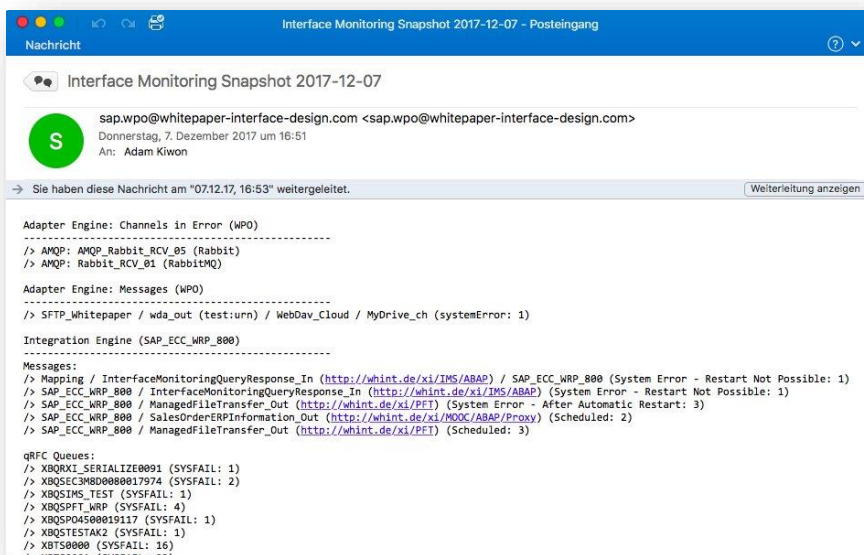 Interface Monitoring Snapshot 2017-12-07 - Posteingang
Nachricht
Interface Monitoring Snapshot 2017-12-07
S
sap.wpo@whitepaper-interface-design.com <sap.wpo@whitepaper-interface-design.com>
Donnerstag, 7. Dezember 2017 um 16:51
An: Adam Kiwon
Sie haben diese Nachricht am "07.12.17, 16:53" weitergeleitet.
Weiterleitung anzeigen
Adapter Engine: Channels in Error (WPO)
--------------------------------------------------
/> AMQP: AMQP_Rabbit_RCV_05 (Rabbit)
/> AMQP: Rabbit_RCV_01 (RabbitMQ)
Adapter Engine: Messages (WPO)
--------------------------------------------------
/> SFTP_Whitepaper / wda_out (test:urn) / WebDav_Cloud / MyDrive_ch (systemError: 1)
Integration Engine (SAP_ECC_WRP_800)
--------------------------------------------------
Messages:
/> Mapping / InterfaceMonitoringQueryResponse_In (http://whint.de/xi/IMS/ABAP) / SAP_ECC_WRP_800 (System Error - Restart Not Possible: 1)
/> SAP_ECC_WRP_800 / InterfaceMonitoringQueryResponse_In (http://whint.de/xi/IMS/ABAP) (System Error - Restart Not Possible: 1)
/> SAP_ECC_WRP_800 / ManagedFileTransfer_Out (http://whint.de/xi/PFT) (System Error - After Automatic Restart: 3)
/> SAP_ECC_WRP_800 / SalesOrderERPInformation_Out (http://whint.de/xi/MOOC/ABAP/Proxy) (Scheduled: 2)
/> SAP_ECC_WRP_800 / ManagedFileTransfer_Out (http://whint.de/xi/PFT) (Scheduled: 3)
qRFC Queues:
/> XBQRXI_SERIALIZE0091 (SYSFAIL: 1)
/> XBQSEC3M8D0080017974 (SYSFAIL: 2)
/> XBQSIMS_TEST (SYSFAIL: 1)
/> XBQSPFT_WRP (SYSFAIL: 4)
/> XBQSPO4500019117 (SYSFAIL: 1)
/> XBQSTESTAK2 (SYSFAIL: 1)
/> XBTS0000 (SYSFAIL: 16)